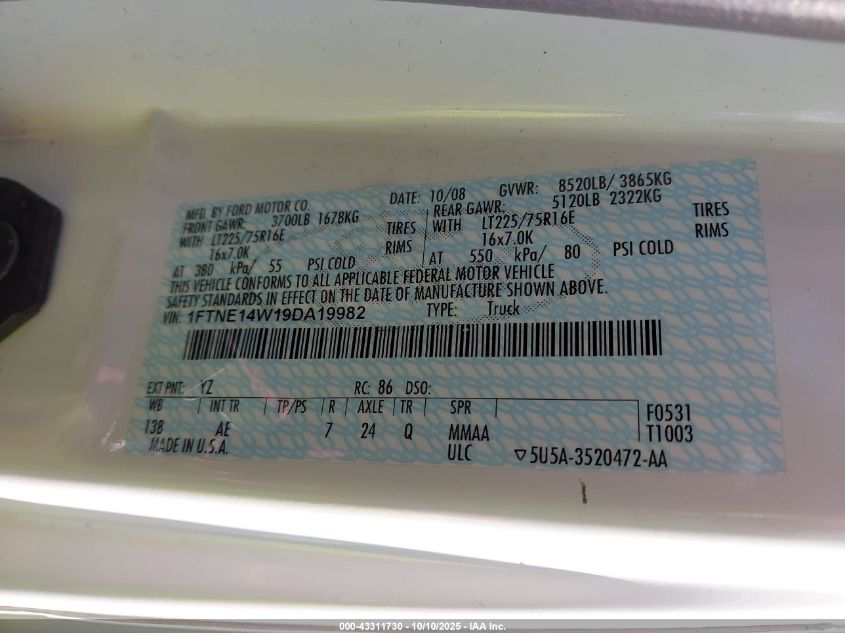 MFD. BY FORD MOTOR CO.
DATE: 10/08 GVWR: 8520LB/ 3865KG
FRONT GAWR: 3700LB 1678KG
REAR GAWR: 5120LB 2322KG
WITH LT225/75R16E TIRES
WITH LT225/75R16E TIRES
16x7.0K RIMS
16x7.0K RIMS
AT 380 kPa/ 55 PSI COLD
AT 550 kPa/ 80 PSI COLD
THIS VEHICLE CONFORMS TO ALL APPLICABLE FEDERAL MOTOR VEHICLE
SAFETY STANDARDS IN EFFECT ON THE DATE OF MANUFACTURE SHOWN ABOVE.
VIN: 1FTNE14W19DA19982 TYPE: Truck
EXT PNT: YZ RC: 86 DSO:
WB INT TR TP/PS R AXLE TR SPR F0531
138 AE 7 24 Q MMAA T1003
MADE IN U.S.A. ULC ▽5U5A-3520472-AA
000-43311730 - 10/10/2025 - IAA Inc.